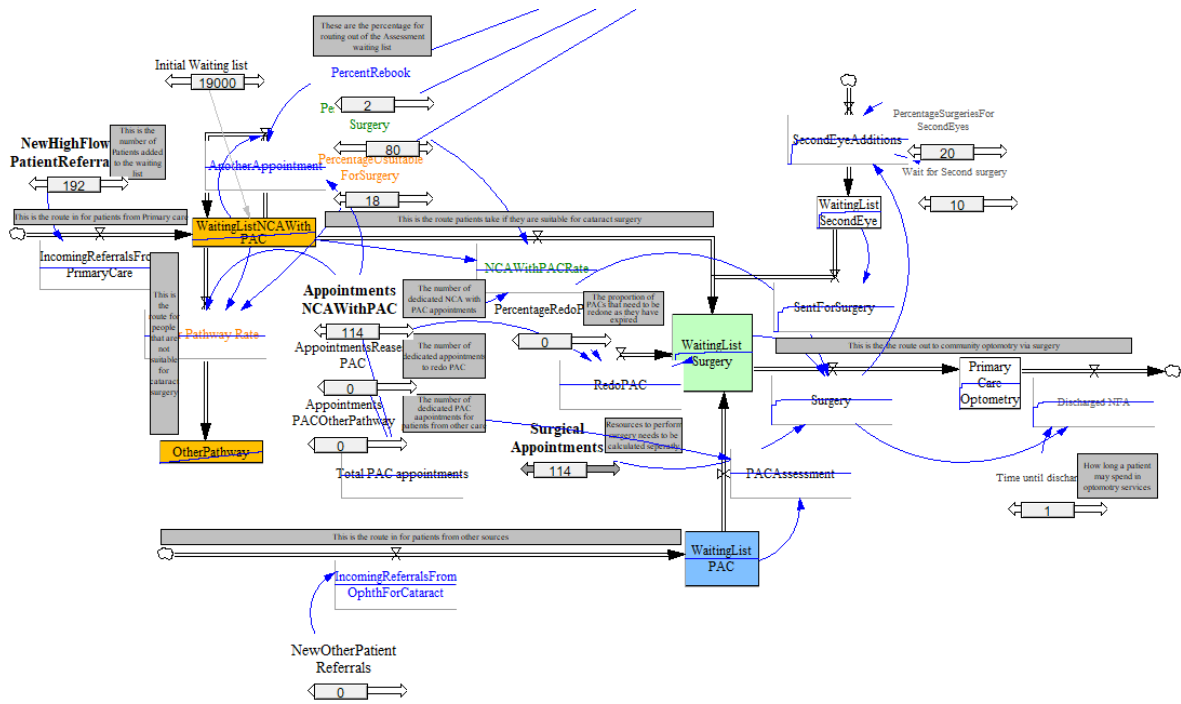 These are the percentage for
routing out of the Assessment
waiting list
Initial Waiting list
19000
PercentRebook
2
Pe
Surgery
80
PercentageUsuitable
ForSurgery
18
This is the
number of
Patients added
to the waiting
list
NewHighFlow
PatientReferra
192
AnotherAppointment
PercentageSurgeriesFor
SecondEyes
20
SecondEyeAdditions
Wait for Second surgery
10
WaitingList
SecondEye
This is the route in for patients from Primary care
This is the route patients take if they are suitable for cataract surgery
WaitingListNCAWith
PAC
IncomingReferralsFro
PrimaryCare
This is
the
route for
people
that are
not
suitable
for
cataract
surgery
Pathway Rate
OtherPathway
NCAWithPACRate
Appointments
NCAWithPAC
114
The number of
dedicated NCA with
PAC appointments
PercentageRedoP
0
The proportion of
PACs that need to be
redone as they have
expired
AppointmentsRease
PAC
0
The number of
dedicated appointments
to redo PAC
RedoPAC
WaitingList
Surgery
SentForSurgery
This is the the route out to community optometry via surgery
Primary
Care
Optometry
Discharged NFA
Appointments
PACOtherPathway
0
The number of
dedicated PAC
aapointments for
patients from other care
Total PAC appointments
Surgical
Appointments
114
Resources to perform
surgery needs to be
calculated seperatly
Surgery
PACAssessment
Time until dischar
1
How long a patient
may spend in
optomotry services
This is the route in for patients from other sources
WaitingList
PAC
IncomingReferralsFrom
OphthForCataract
NewOtherPatient
Referrals
0